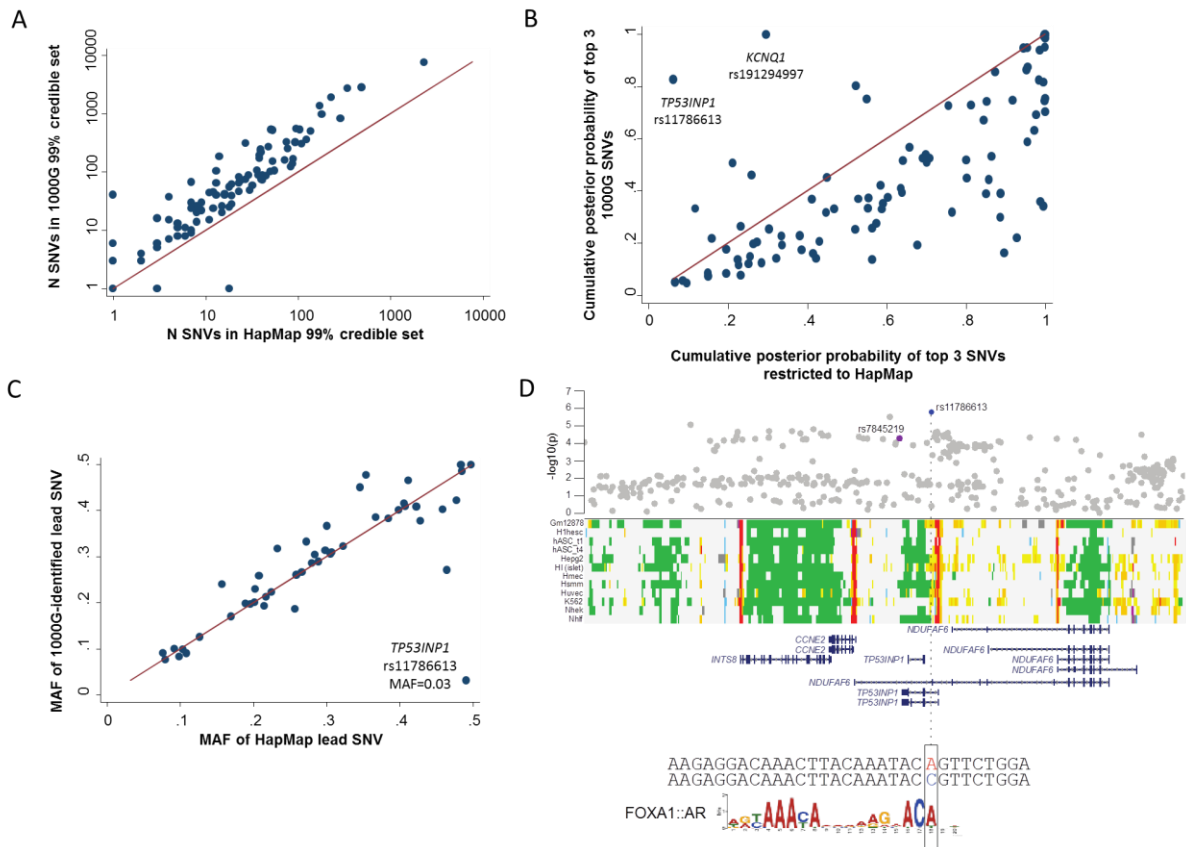 A
N SNVs in 1000G 99% credible set
10000
1000
100
10
1
1
10
100
1000
10000
N SNVs in HapMap 99% credible set
B
Cumulative posterior probability of top 3
1000G SNVs
1
.8
.6
.4
.2
0
KCNQ1
rs191294997
TP53INP1
rs11786613
0
.2
.4
.6
.8
1
Cumulative posterior probability of top 3 SNVs
restricted to HapMap
C
MAF of 1000G-identified lead SNV
.5
.4
.3
.2
.1
0
TP53INP1
rs11786613
MAF=0.03
0
.1
.2
.3
.4
.5
MAF of HapMap lead SNV
D
-log10(p)
7
6
5
4
3
2
1
0
rs11786613
rs7845219
Gm12878
H1hesc
hASC_t1
hASC_t4
Hepg2
HI (islet)
Hmec
Hsmm
Huvec
K562
Nhek
Nhlf
NDUFAF6
CCNE2
CCNE2
NDUFAF6
INTS8
TP53INP1
NDUFAF6
NDUFAF6
NDUFAF6
TP53INP1
TP53INP1
AAGAGGACAAACTTACAAATACAGTTCTGGA
AAGAGGACAAACTTACAAATACCGTTCTGGA
FOXA1::AR